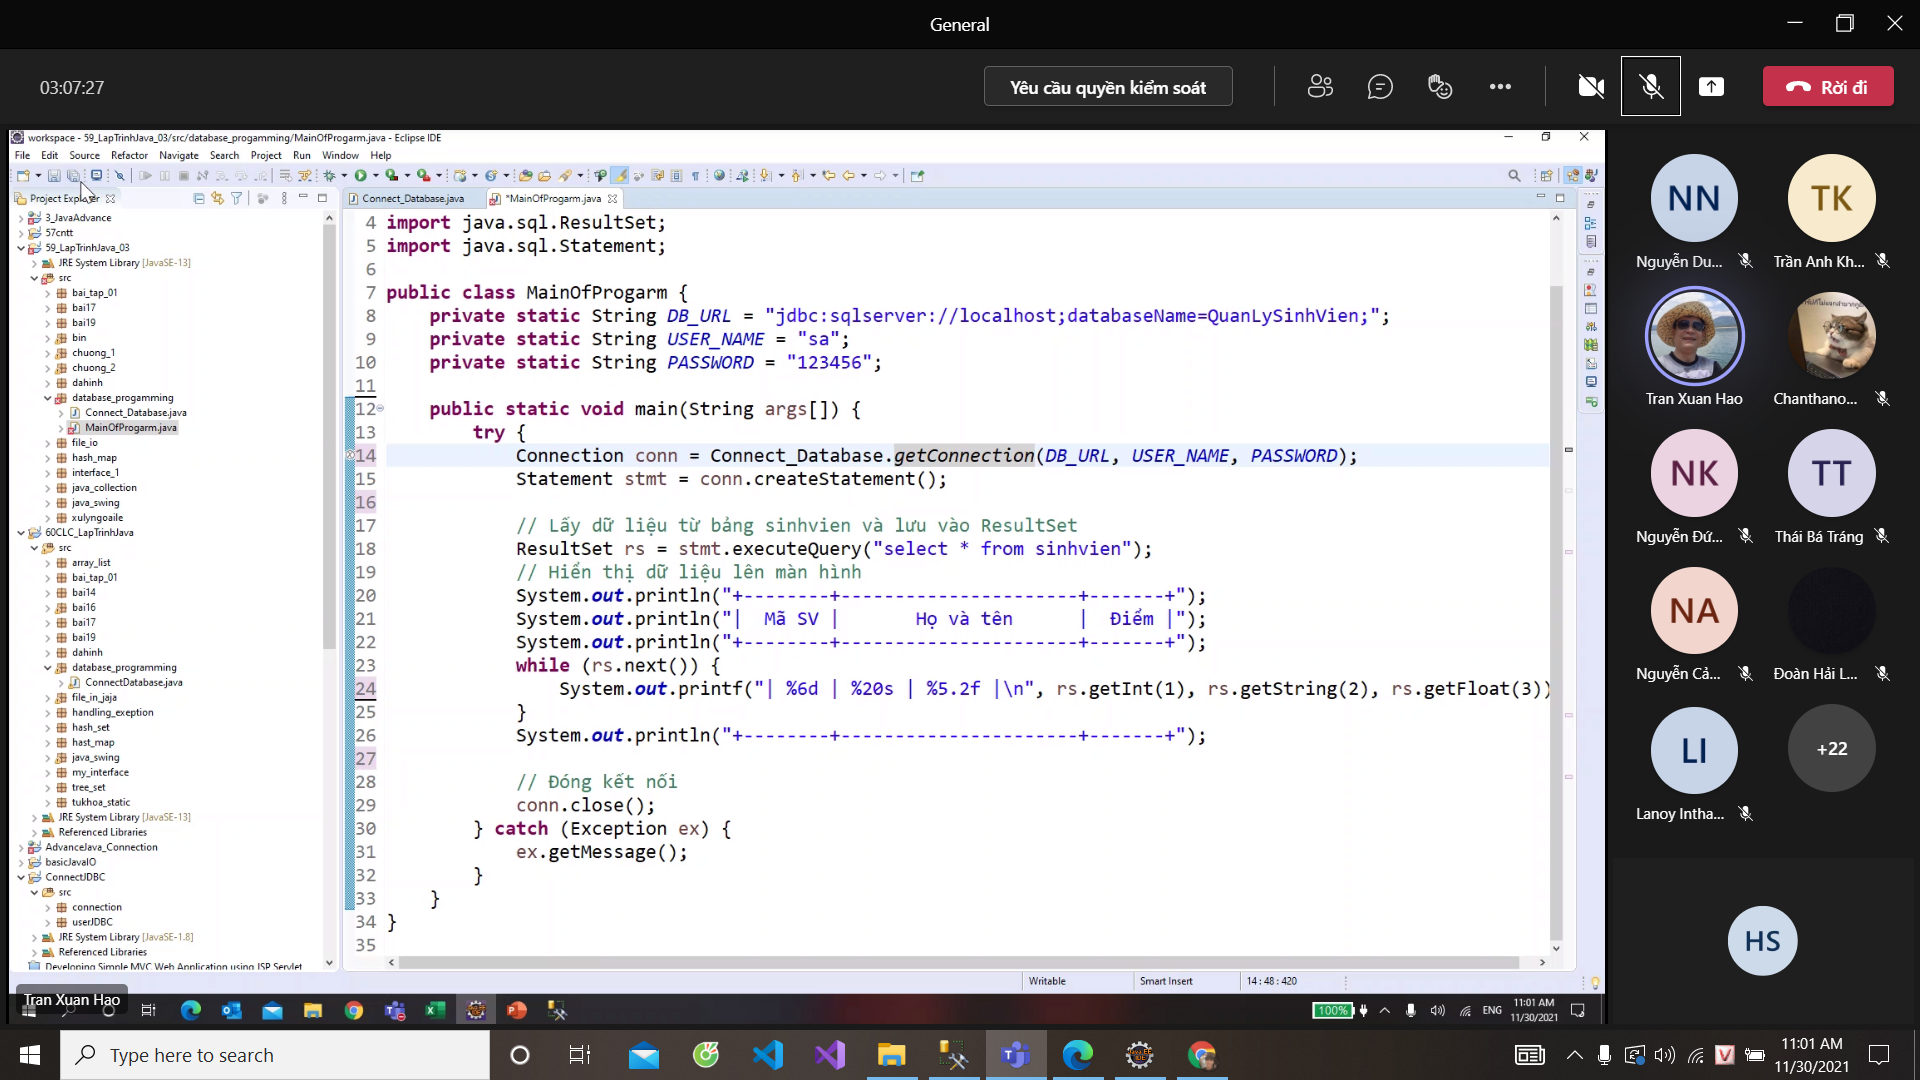 General
03:07:27
Yêu cầu quyền kiểm soát
Rời đi
workspace - 59_LapTrinhJava_03/src/database_progamming/MainOfProgarm.java - Eclipse IDE
File Edit Source Refactor Navigate Search Project Run Window Help
Project Explorer
Connect_Database.java
*MainOfProgarm.java
3_JavaAdvance
57cntt
59_LapTrinhJava_03
JRE System Library [JavaSE-13]
src
bai_tap_01
bai17
bai19
bin
chuong_1
chuong_2
dahinh
database_progamming
Connect_Database.java
MainOfProgarm.java
file_io
hash_map
interface_1
java_collection
java_swing
xulyngoaile
60CLC_LapTrinhJava
src
array_list
bai_tap_01
bai14
bai16
bai17
bai19
dahinh
database_programming
ConnectDatabase.java
file_in_jaja
handling_exeption
hash_set
hast_map
java_swing
my_interface
tree_set
tukhoa_static
JRE System Library [JavaSE-13]
Referenced Libraries
AdvanceJava_Connection
basicJavaIO
ConnectJDBC
src
connection
userJDBC
JRE System Library [JavaSE-1.8]
Referenced Libraries
Developing Simple MVC Web Application using JSP Servlet
4 import java.sql.ResultSet;
5 import java.sql.Statement;
6
7 public class MainOfProgarm {
8 private static String DB_URL = "jdbc:sqlserver://localhost;databaseName=QuanLySinhVien;";
9 private static String USER_NAME = "sa";
10 private static String PASSWORD = "123456";
11
12 public static void main(String args[]) {
13 try {
14 Connection conn = Connect_Database.getConnection(DB_URL, USER_NAME, PASSWORD);
15 Statement stmt = conn.createStatement();
16
17 // Lấy dữ liệu từ bảng sinhvien và lưu vào ResultSet
18 ResultSet rs = stmt.executeQuery("select * from sinhvien");
19 // Hiển thị dữ liệu lên màn hình
20 System.out.println("+--------+----------------------+-------+");
21 System.out.println("|  Mã SV |       Họ và tên      |  Điểm |");
22 System.out.println("+--------+----------------------+-------+");
23 while (rs.next()) {
24 System.out.printf("| %6d | %20s | %5.2f |\n", rs.getInt(1), rs.getString(2), rs.getFloat(3))
25 }
26 System.out.println("+--------+----------------------+-------+");
27
28 // Đóng kết nối
29 conn.close();
30 } catch (Exception ex) {
31 ex.getMessage();
32 }
33 }
34 }
35
Writable
Smart Insert
14 : 48 : 420
Tran Xuan Hao
100%
ENG
11:01 AM
11/30/2021
NN
Nguyễn Du...
TK
Trần Anh Kh...
Tran Xuan Hao
Chanthano...
NK
Nguyễn Đứ...
TT
Thái Bá Tráng
NA
Nguyễn Cả...
Đoàn Hải L...
LI
Lanoy Intha...
+22
HS
Type here to search
11:01 AM
11/30/2021